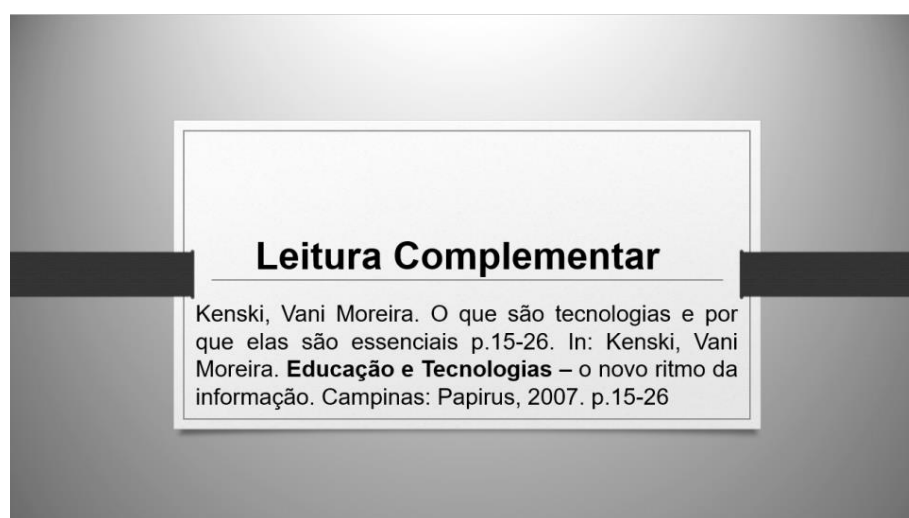 Leitura Complementar
Kenski, Vani Moreira. O que são tecnologias e por
que elas são essenciais p.15-26. In: Kenski, Vani
Moreira. Educação e Tecnologias – o novo ritmo da
informação. Campinas: Papirus, 2007. p.15-26